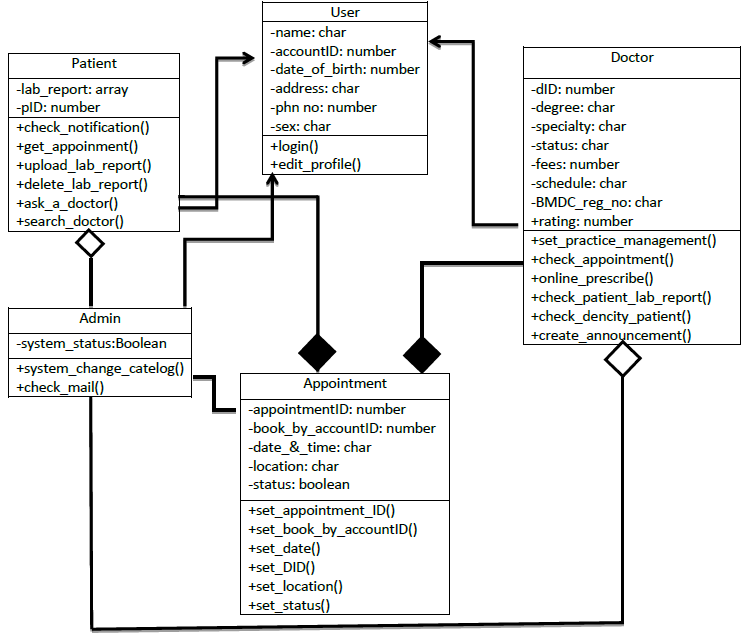 User
-name: char
-accountID: number
-date_of_birth: number
-address: char
-phn no: number
-sex: char
+login()
+edit_profile()
Patient
-lab_report: array
-pID: number
+check_notification()
+get_appoinment()
+upload_lab_report()
+delete_lab_report()
+ask_a_doctor()
+search_doctor()
Doctor
-dID: number
-degree: char
-specialty: char
-status: char
-fees: number
-schedule: char
-BMDC_reg_no: char
+rating: number
+set_practice_management()
+check_appointment()
+online_prescribe()
+check_patient_lab_report()
+check_dencity_patient()
+create_announcement()
Admin
-system_status:Boolean
+system_change_catelog()
+check_mail()
Appointment
-appointmentID: number
-book_by_accountID: number
-date_&_time: char
-location: char
-status: boolean
+set_appointment_ID()
+set_book_by_accountID()
+set_date()
+set_DID()
+set_location()
+set_status()